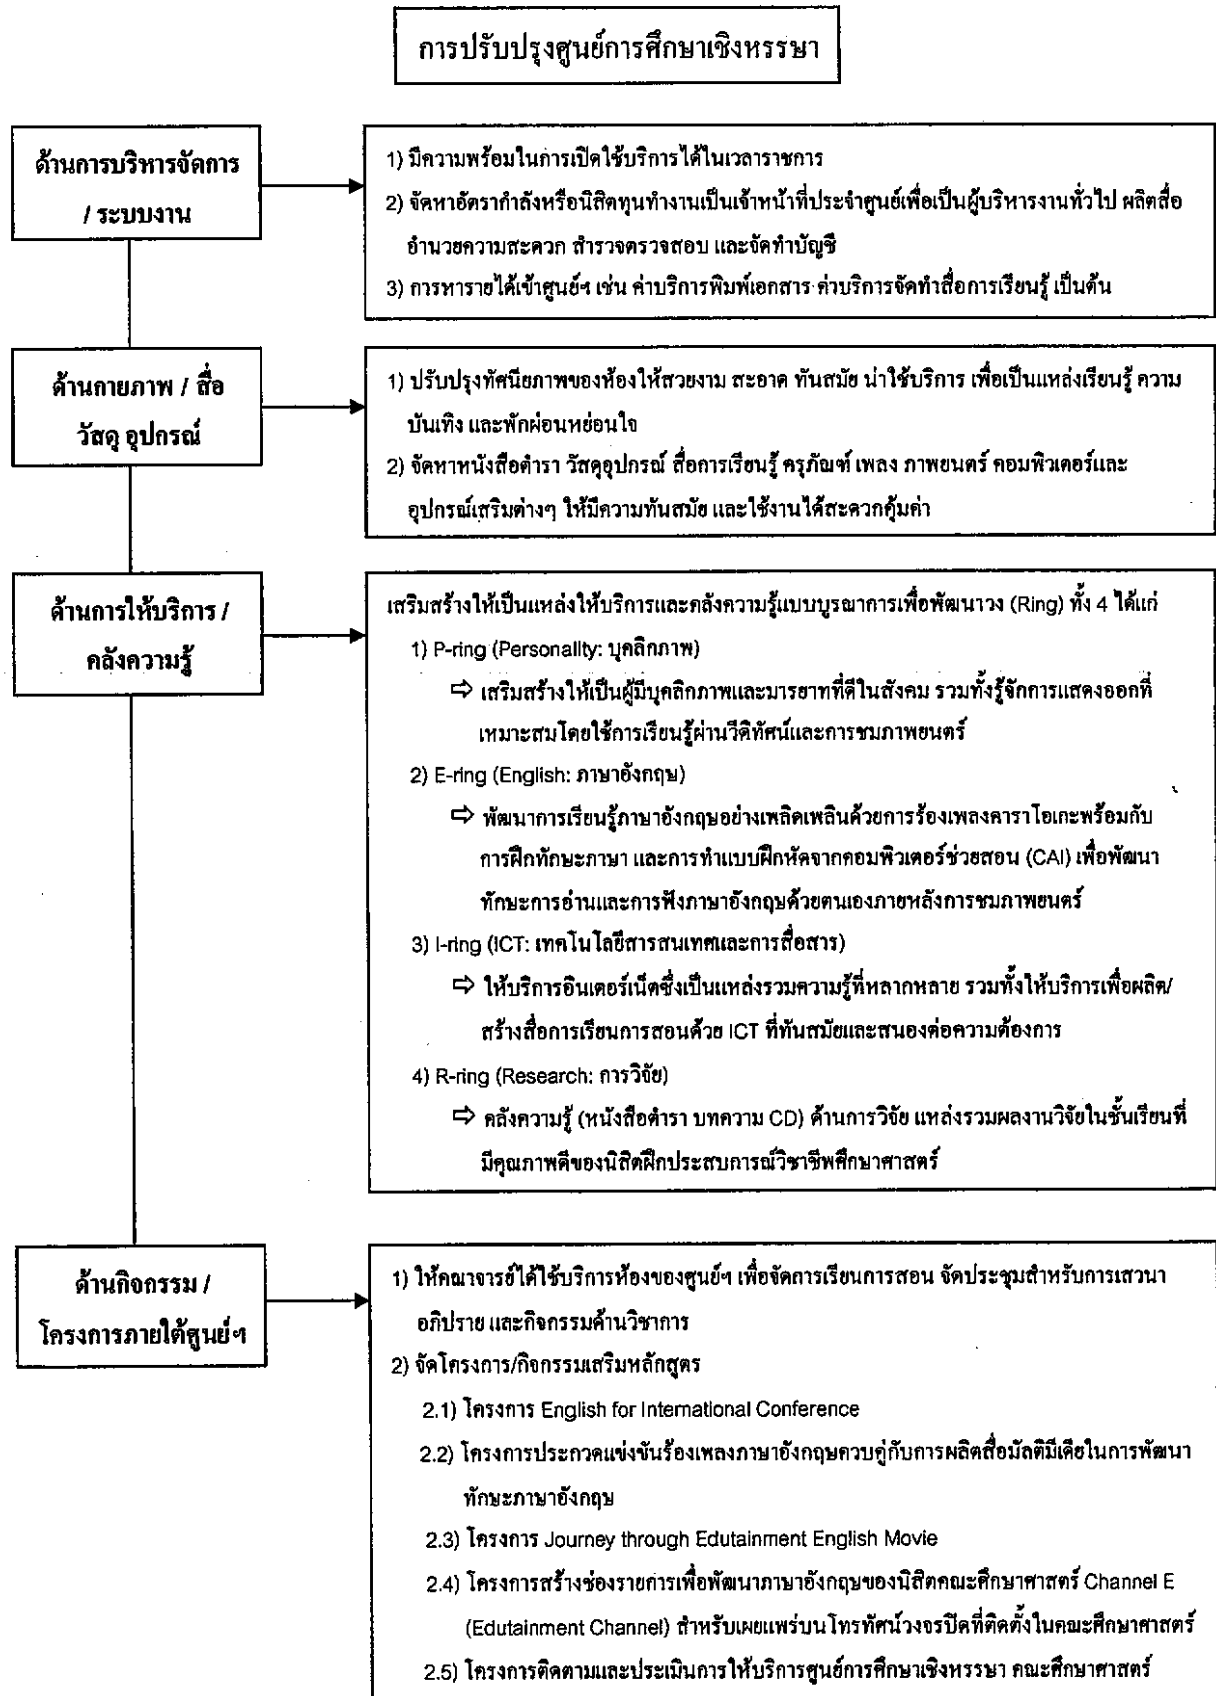 การปรับปรุงศูนย์การศึกษาเชิงหรรษา
ด้านการบริหารจัดการ
/ ระบบงาน
1) มีความพร้อมในการเปิดใช้บริการได้ในเวลาราชการ
2) จัดหาอัตรากำลังหรือนิสิตทุนทำงานเป็นเจ้าหน้าที่ประจำศูนย์เพื่อเป็นผู้บริหารงานทั่วไป ผลิตสื่อ
อำนวยความสะดวก สำรวจตรวจสอบ และจัดทำบัญชี
3) การหารายได้เข้าศูนย์ฯ เช่น ค่าบริการพิมพ์เอกสาร ค่าบริการจัดทำสื่อการเรียนรู้ เป็นต้น
ด้านกายภาพ / สื่อ
วัสดุ อุปกรณ์
1) ปรับปรุงทัศนียภาพของห้องให้สวยงาม สะอาด ทันสมัย น่าใช้บริการ เพื่อเป็นแหล่งเรียนรู้ ความ
บันเทิง และพักผ่อนหย่อนใจ
2) จัดหาหนังสือตำรา วัสดุอุปกรณ์ สื่อการเรียนรู้ ครุภัณฑ์ เพลง ภาพยนตร์ คอมพิวเตอร์และ
อุปกรณ์เสริมต่างๆ ให้มีความทันสมัย และใช้งานได้สะดวกคุ้มค่า
ด้านการให้บริการ /
คลังความรู้
เสริมสร้างให้เป็นแหล่งให้บริการและคลังความรู้แบบบูรณาการเพื่อพัฒนาวง (Ring) ทั้ง 4 ได้แก่
1) P-ring (Personality: บุคลิกภาพ)
⇨ เสริมสร้างให้เป็นผู้มีบุคลิกภาพและมารยาทที่ดีในสังคม รวมทั้งรู้จักการแสดงออกที่
เหมาะสมโดยใช้การเรียนรู้ผ่านวีดิทัศน์และการชมภาพยนตร์
2) E-ring (English: ภาษาอังกฤษ)
⇨ พัฒนาการเรียนรู้ภาษาอังกฤษอย่างเพลิดเพลินด้วยการร้องเพลงคาราโอเกะพร้อมกับ
การฝึกทักษะภาษา และการทำแบบฝึกหัดจากคอมพิวเตอร์ช่วยสอน (CAI) เพื่อพัฒนา
ทักษะการอ่านและการฟังภาษาอังกฤษด้วยตนเองภายหลังการชมภาพยนตร์
3) I-ring (ICT: เทคโนโลยีสารสนเทศและการสื่อสาร)
⇨ ให้บริการอินเตอร์เน็ตซึ่งเป็นแหล่งรวมความรู้ที่หลากหลาย รวมทั้งให้บริการเพื่อผลิต/
สร้างสื่อการเรียนการสอนด้วย ICT ที่ทันสมัยและสนองต่อความต้องการ
4) R-ring (Research: การวิจัย)
⇨ คลังความรู้ (หนังสือตำรา บทความ CD) ด้านการวิจัย แหล่งรวมผลงานวิจัยในชั้นเรียนที่
มีคุณภาพดีของนิสิตฝึกประสบการณ์วิชาชีพศึกษาศาสตร์
ด้านกิจกรรม /
โครงการภายใต้ศูนย์ฯ
1) ให้คณาจารย์ได้ใช้บริการห้องของศูนย์ฯ เพื่อจัดการเรียนการสอน จัดประชุมสำหรับการเสวนา
อภิปราย และกิจกรรมด้านวิชาการ
2) จัดโครงการ/กิจกรรมเสริมหลักสูตร
2.1) โครงการ English for International Conference
2.2) โครงการประกวดแข่งขันร้องเพลงภาษาอังกฤษควบคู่กับการผลิตสื่อมัลติมีเดียในการพัฒนา
ทักษะภาษาอังกฤษ
2.3) โครงการ Journey through Edutainment English Movie
2.4) โครงการสร้างช่องรายการเพื่อพัฒนาภาษาอังกฤษของนิสิตคณะศึกษาศาสตร์ Channel E
(Edutainment Channel) สำหรับเผยแพร่บนโทรทัศน์วงจรปิดที่ติดตั้งในคณะศึกษาศาสตร์
2.5) โครงการติดตามและประเมินการให้บริการศูนย์การศึกษาเชิงหรรษา คณะศึกษาศาสตร์